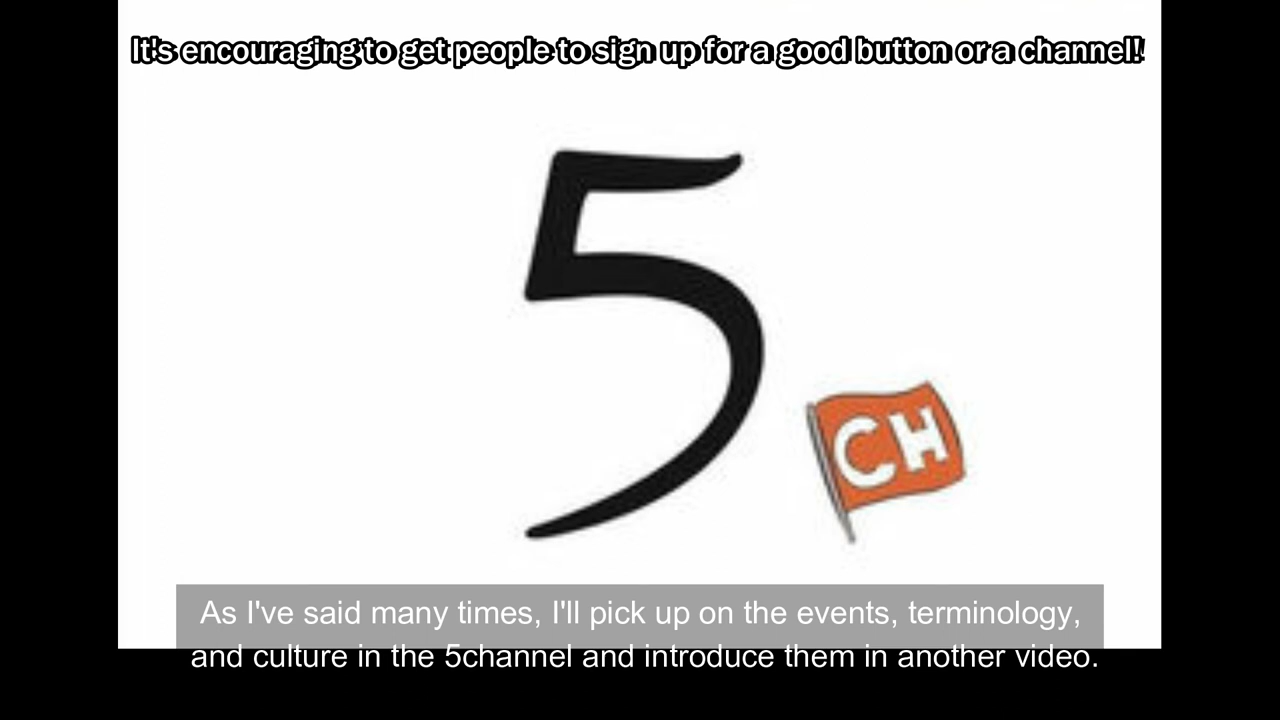 It's encouraging to get people to sign up for a good button or a channel!
5
CH
As I've said many times, I'll pick up on the events, terminology,
and culture in the 5channel and introduce them in another video.